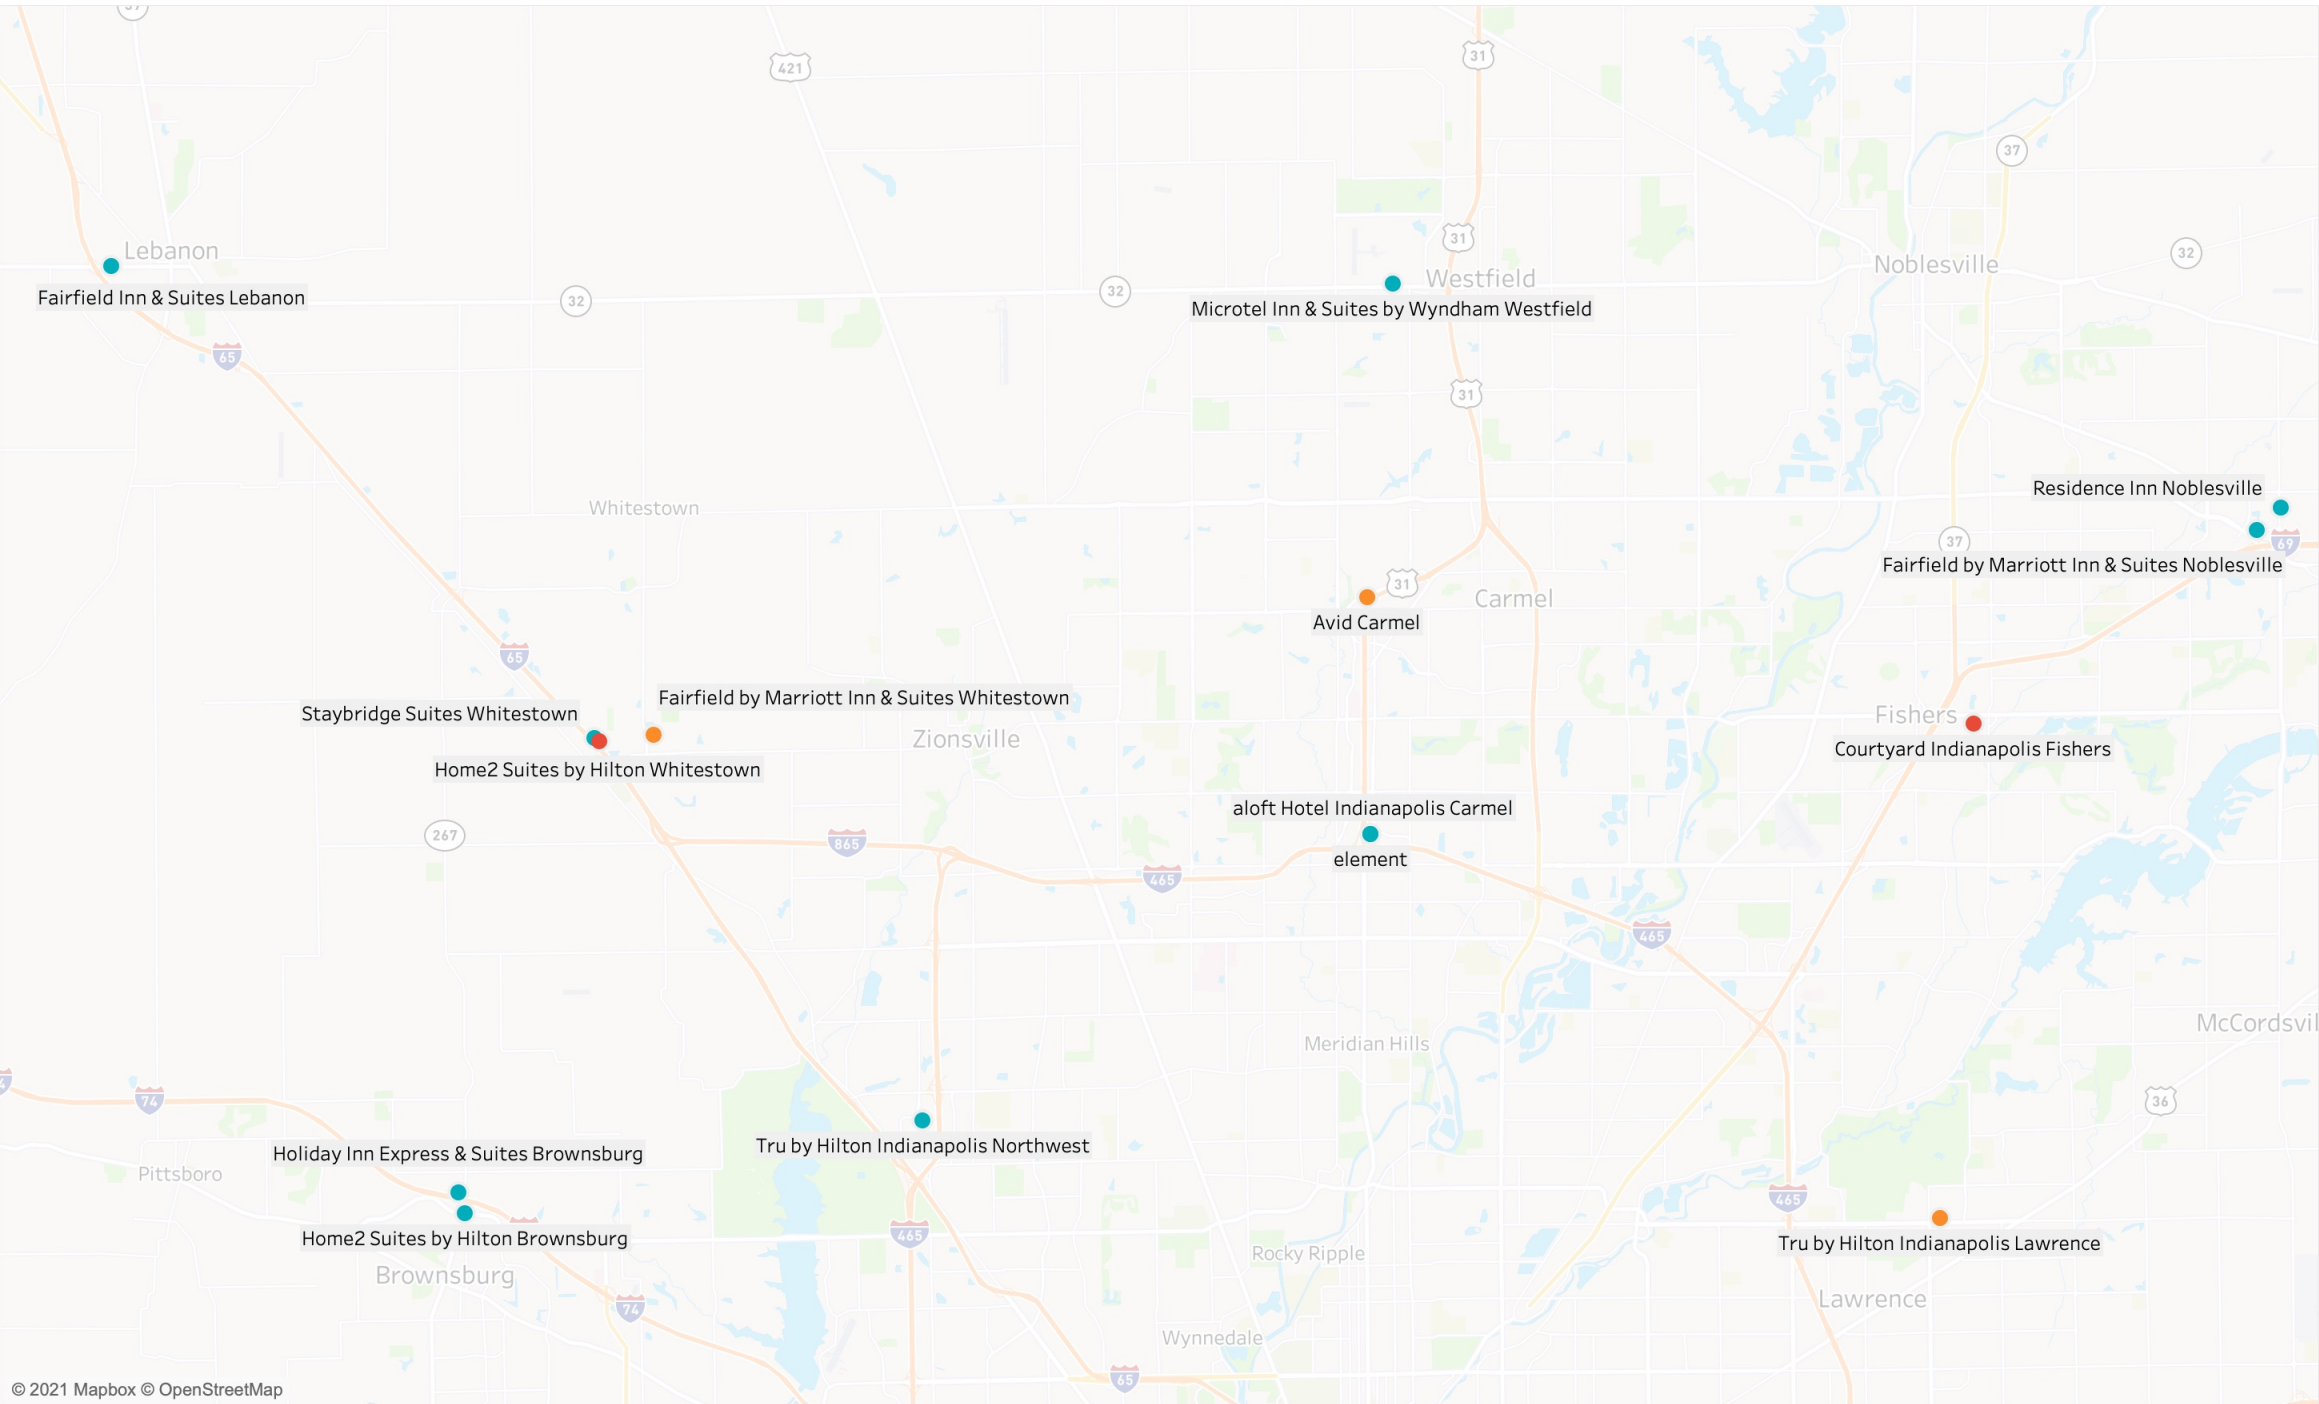 37
421
31
37
Lebanon
31
32
Westfield
Noblesville
Fairfield Inn & Suites Lebanon
32
32
Microtel Inn & Suites by Wyndham Westfield
65
31
Residence Inn Noblesville
Whitestown
37
69
Fairfield by Marriott Inn & Suites Noblesville
31
Carmel
Avid Carmel
65
Fairfield by Marriott Inn & Suites Whitestown
Staybridge Suites Whitestown
Fishers
Zionsville
Courtyard Indianapolis Fishers
Home2 Suites by Hilton Whitestown
aloft Hotel Indianapolis Carmel
267
865
element
465
465
McCordsvil
Meridian Hills
4
74
36
Holiday Inn Express & Suites Brownsburg
Tru by Hilton Indianapolis Northwest
Pittsboro
465
465
Home2 Suites by Hilton Brownsburg
Tru by Hilton Indianapolis Lawrence
Rocky Ripple
Brownsburg
Lawrence
74
Wynnedale
65
© 2021 Mapbox © OpenStreetMap